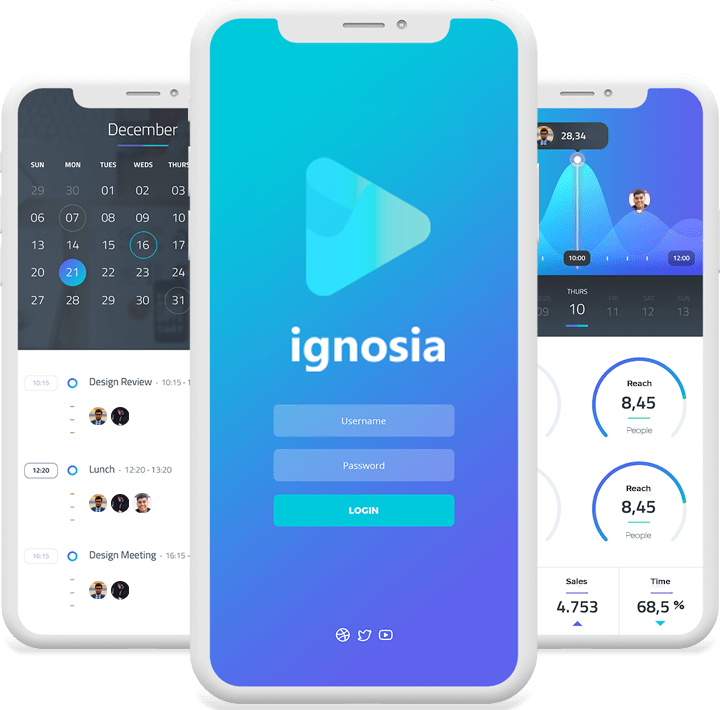 December
SUN MON TUES WEDS THURS
29 30 01 02 03
06 07 08 09 10
13 14 15 16 17
20 21 22 23 24
27 28 29 30 31
10:15 Design Review - 10:15 - 1
12:20 Lunch - 12:20 - 13:20
16:15 Design Meeting - 16:15 -
ignosia
Username
Password
LOGIN
28,34
10:00 12:00
THURS FRI SAT SUN
09 10 11 12 13
Reach
8,45
People
Reach
8,45
People
Sales Time
4.753 68,5 %